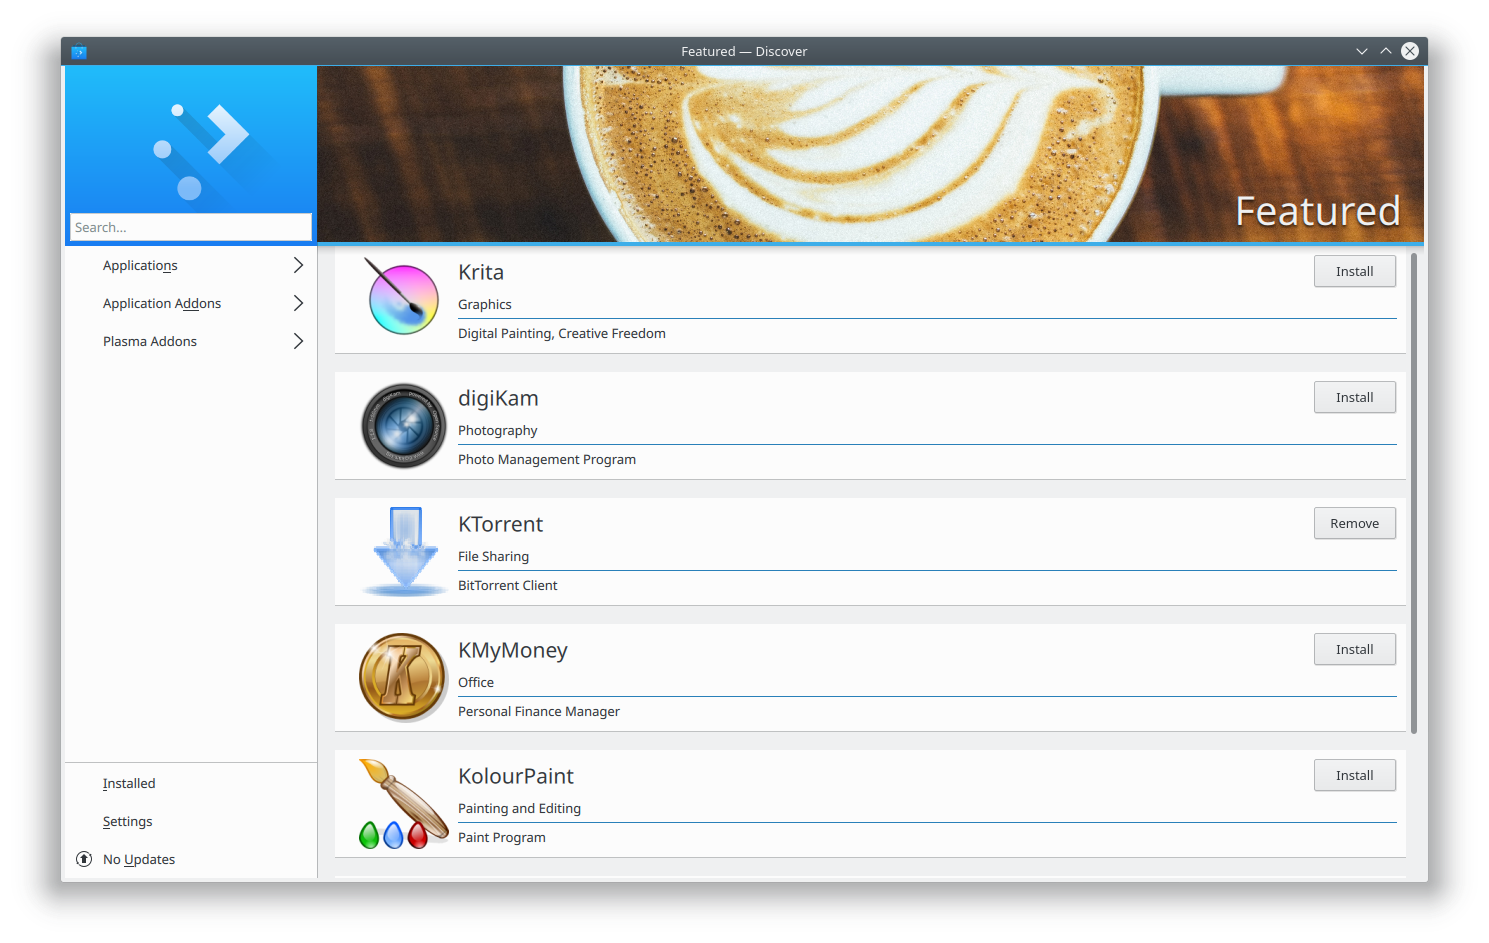 Featured — Discover
Search...
Featured
Applications
Application Addons
Plasma Addons
Installed
Settings
No Updates
Krita
Install
Graphics
Digital Painting, Creative Freedom
digiKam
Install
Photography
Photo Management Program
KTorrent
Remove
File Sharing
BitTorrent Client
K
KMyMoney
Install
Office
Personal Finance Manager
KolourPaint
Install
Painting and Editing
Paint Program